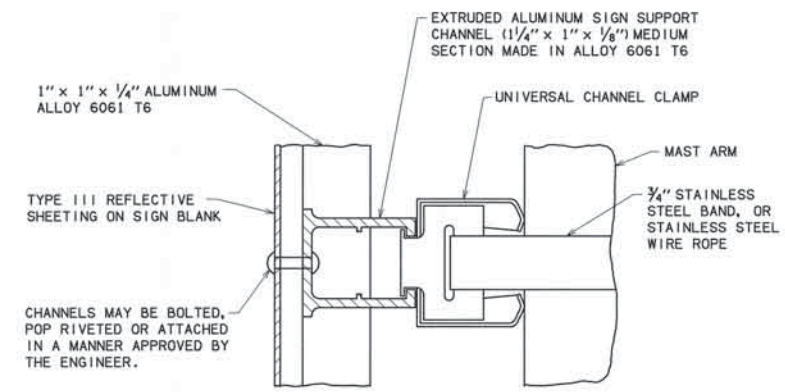 EXTRUDED ALUMINUM SIGN SUPPORT
CHANNEL (1¼" x 1" x ⅛") MEDIUM
SECTION MADE IN ALLOY 6061 T6
1" x 1" x ¼" ALUMINUM
ALLOY 6061 T6
UNIVERSAL CHANNEL CLAMP
MAST ARM
TYPE III REFLECTIVE
SHEETING ON SIGN BLANK
¾" STAINLESS
STEEL BAND, OR
STAINLESS STEEL
WIRE ROPE
CHANNELS MAY BE BOLTED,
POP RIVETED OR ATTACHED
IN A MANNER APPROVED BY
THE ENGINEER.